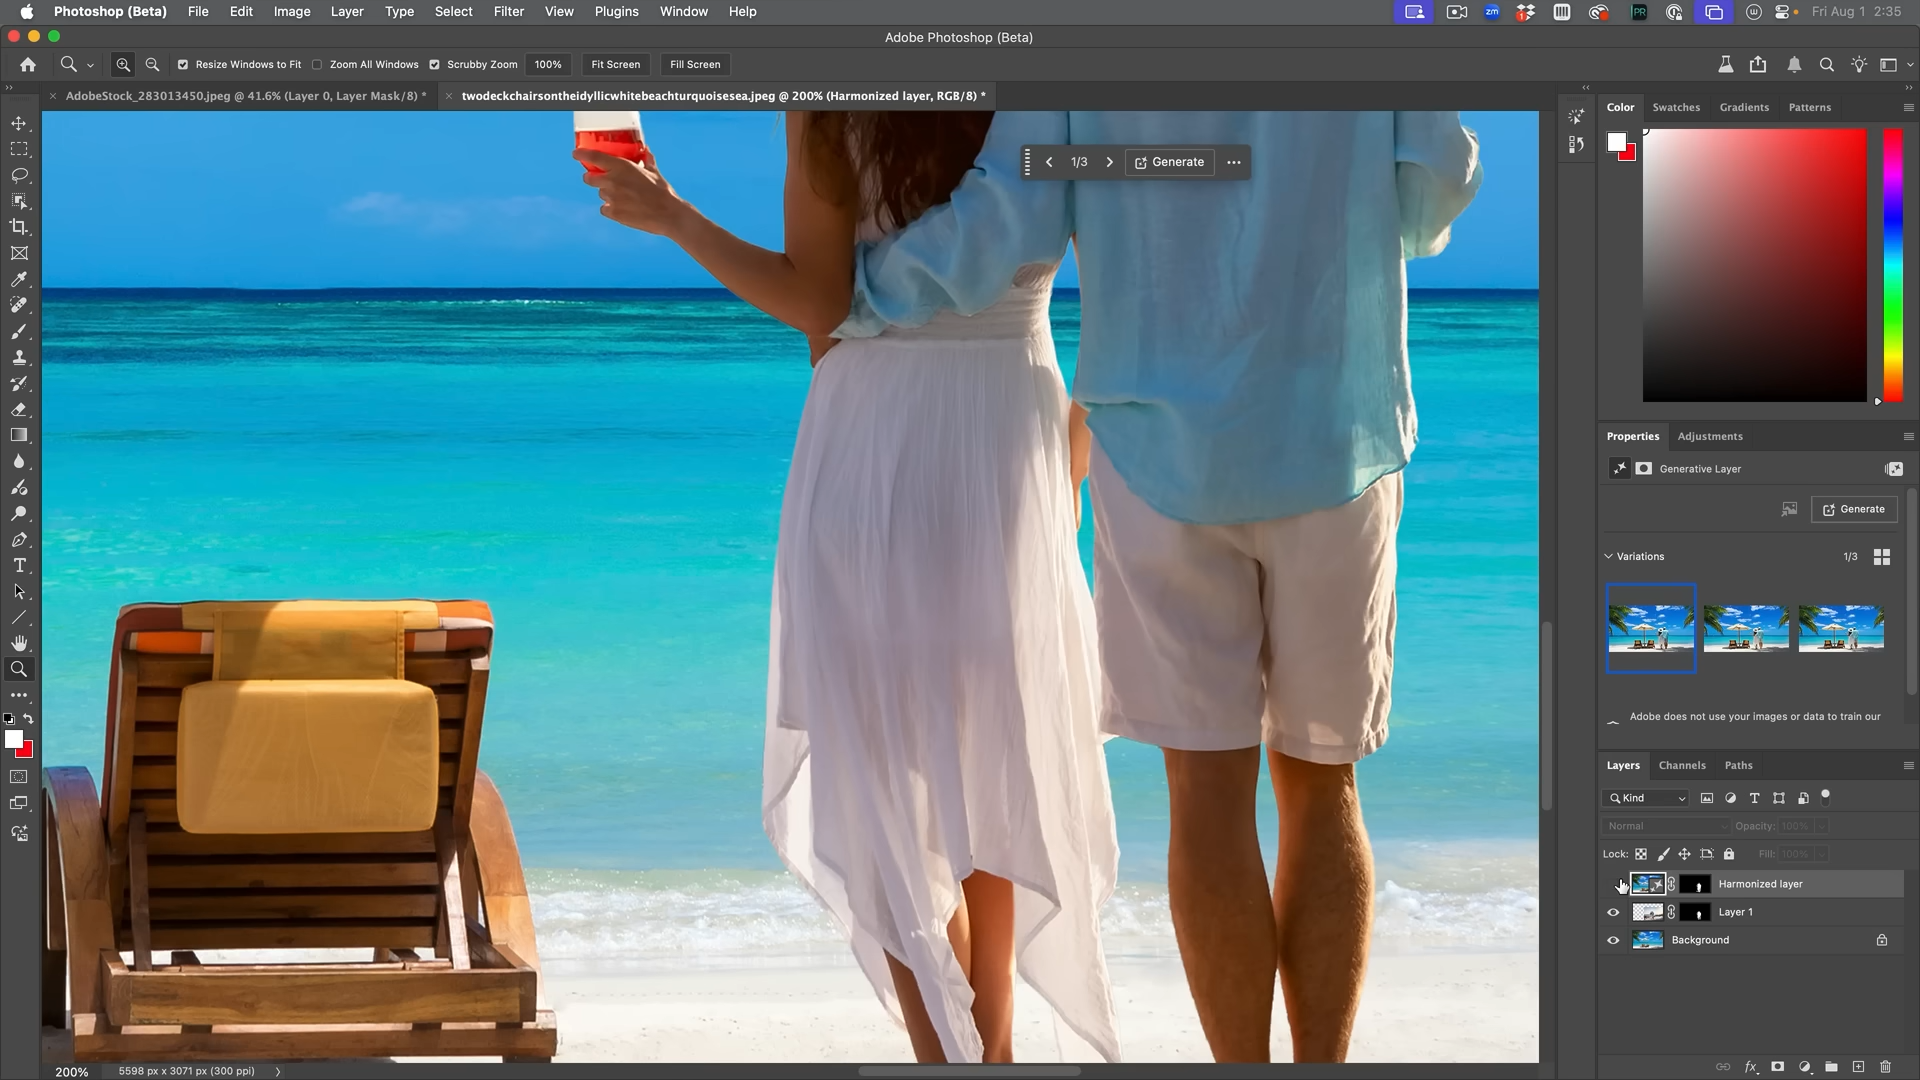 Photoshop (Beta) File Edit Image Layer Type Select Filter View Plugins Window Help
zm 1 PR Fri Aug 1 2:35
Adobe Photoshop (Beta)
Resize Windows to Fit Zoom All Windows Scrubby Zoom 100% Fit Screen Fill Screen
AdobeStock_283013450.jpeg @ 41.6% (Layer 0, Layer Mask/8) *
twodeckchairsontheidyllicwhitebeachturquoisesea.jpeg @ 200% (Harmonized layer, RGB/8) *
Color Swatches Gradients Patterns
1/3 Generate
Properties Adjustments
Generative Layer
Generate
Variations 1/3
Adobe does not use your images or data to train our
Layers Channels Paths
Kind
Normal Opacity: 100%
Lock: Fill: 100%
Harmonized layer
Layer 1
Background
200% 5598 px x 3071 px (300 ppi)